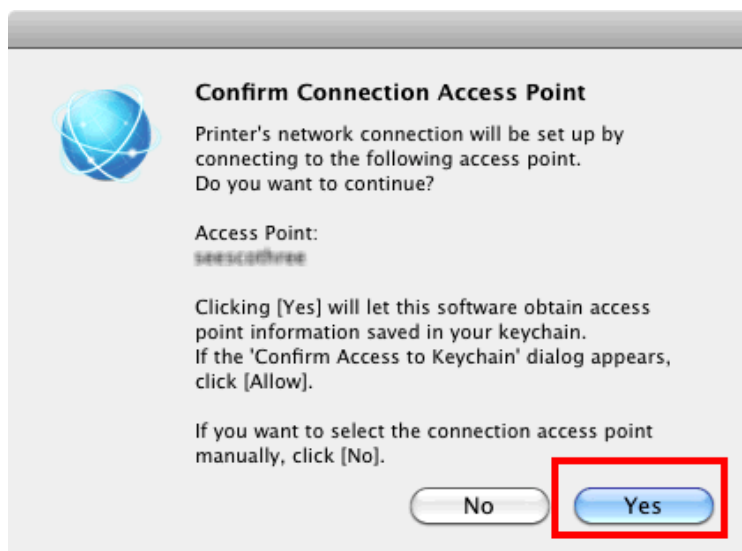 Confirm Connection Access Point
Printer's network connection will be set up by
connecting to the following access point.
Do you want to continue?
Access Point:
Clicking [Yes] will let this software obtain access
point information saved in your keychain.
If the 'Confirm Access to Keychain' dialog appears,
click [Allow].
If you want to select the connection access point
manually, click [No].
No
Yes